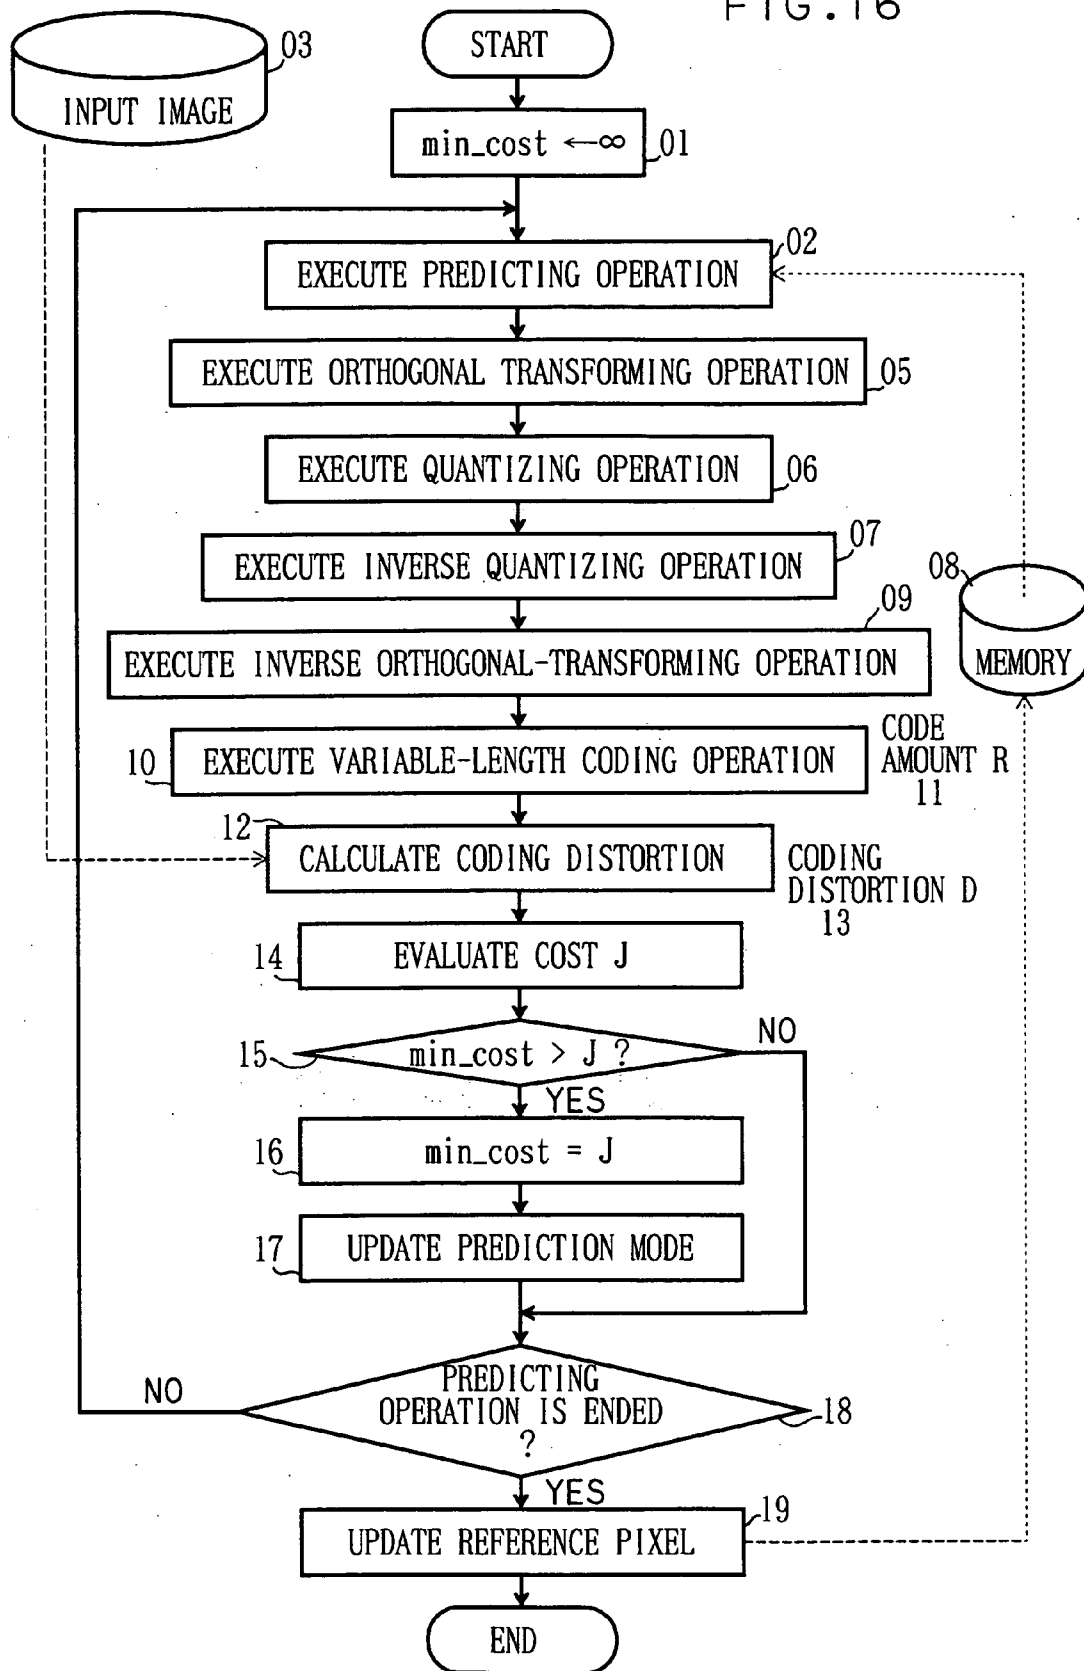 FIG.16
START
03
INPUT IMAGE
min_cost ←∞
01
02
EXECUTE PREDICTING OPERATION
EXECUTE ORTHOGONAL TRANSFORMING OPERATION
05
EXECUTE QUANTIZING OPERATION
06
07
EXECUTE INVERSE QUANTIZING OPERATION
08
09
EXECUTE INVERSE ORTHOGONAL-TRANSFORMING OPERATION
MEMORY
10
EXECUTE VARIABLE-LENGTH CODING OPERATION
CODE
AMOUNT R
11
12
CALCULATE CODING DISTORTION
CODING
DISTORTION D
13
14
EVALUATE COST J
15
min_cost > J ?
NO
YES
16
min_cost = J
17
UPDATE PREDICTION MODE
NO
PREDICTING
OPERATION IS ENDED
?
18
YES
19
UPDATE REFERENCE PIXEL
END